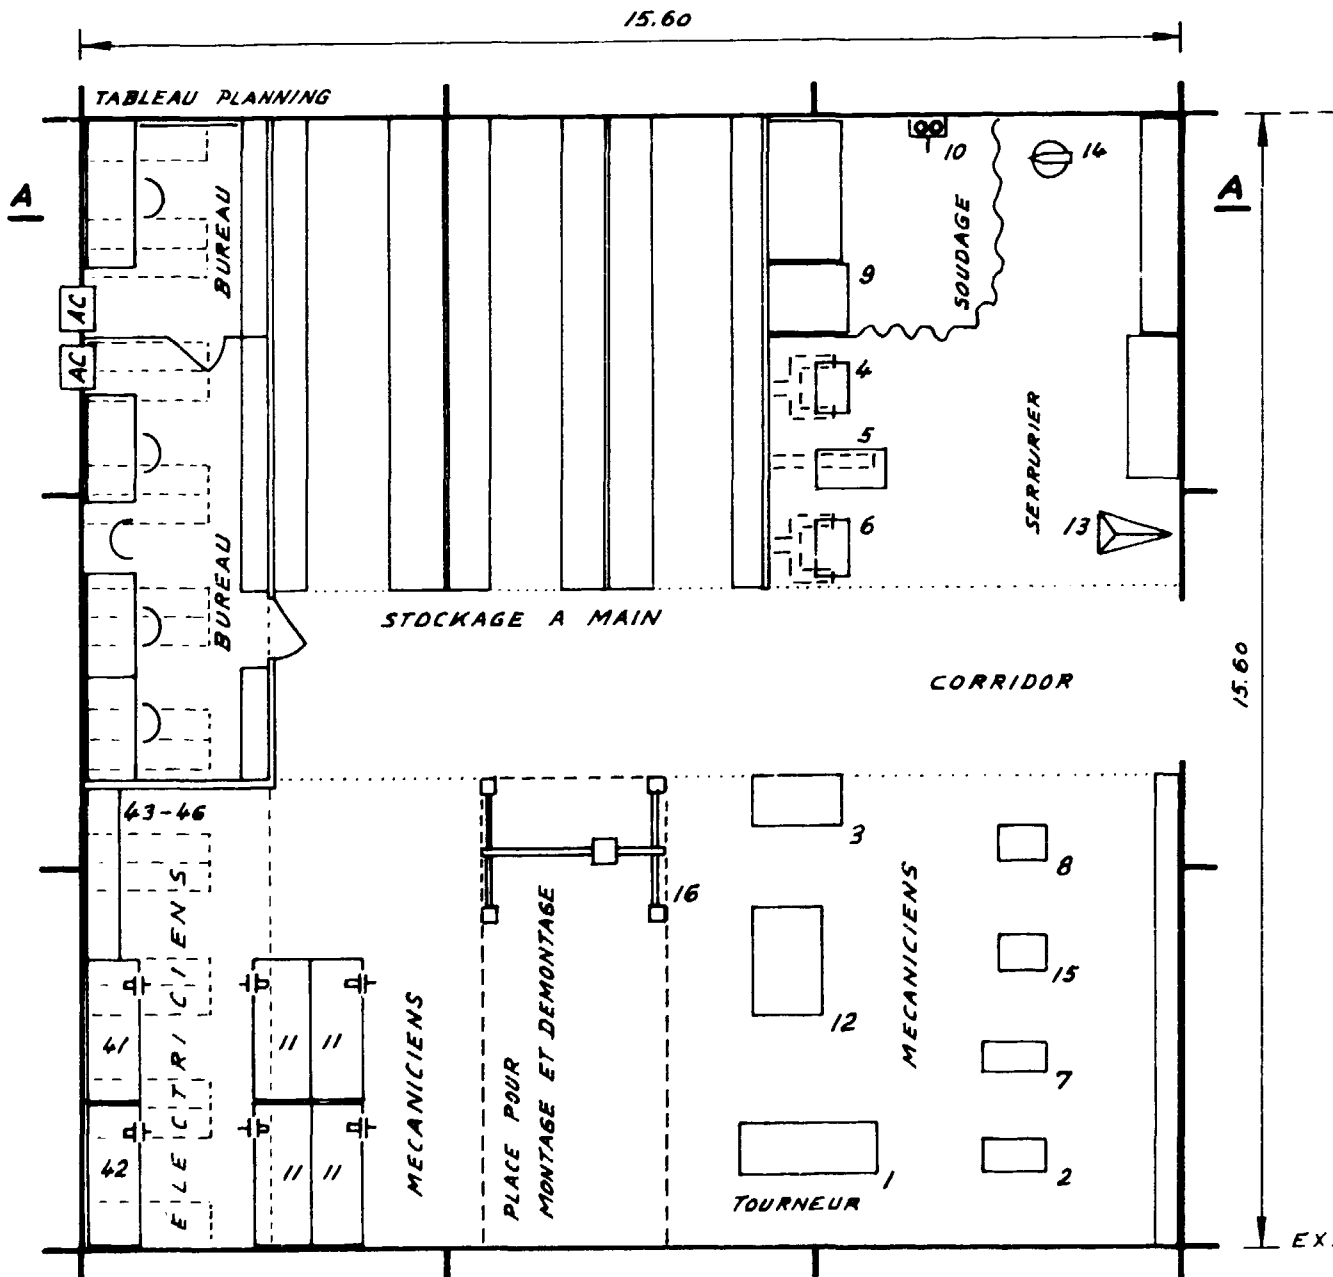 15.60
TABLEAU PLANNING
A
A
BUREAU
10
14
SOUDAGE
9
AC
AC
4
5
SERRURIER
6
13
BUREAU
STOCKAGE A MAIN
CORRIDOR
15.60
43-46
3
8
16
ELECTRICIENS
MECANICIENS
PLACE POUR
MONTAGE ET DEMONTAGE
MECANICIENS
15
12
41
11 11
7
42
11 11
1
2
TOURNEUR
EX